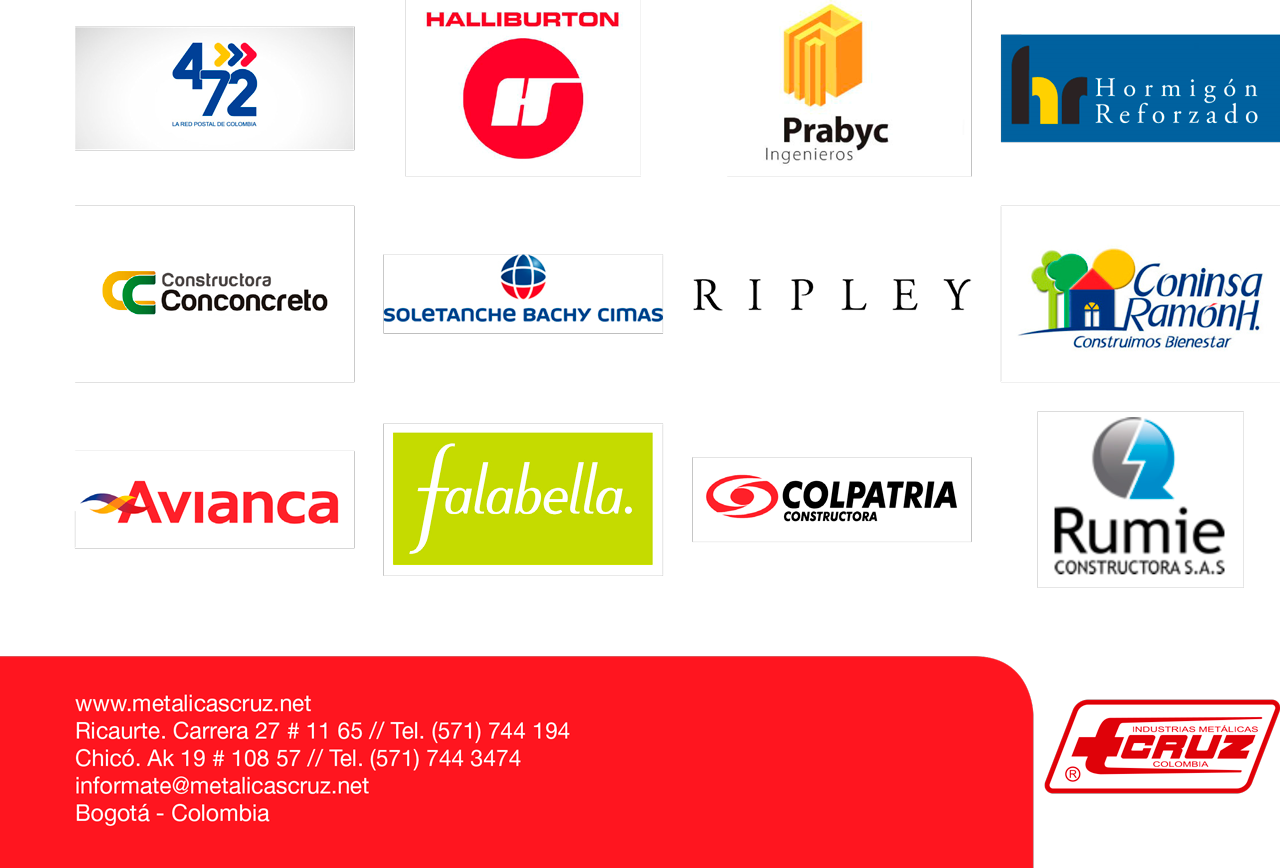 472
LA RED POSTAL DE COLOMBIA
HALLIBURTON
H
Prabyc
Ingenieros
hr
Hormigón
Reforzado
Constructora
Conconcreto
SOLETANCHE BACHY CIMAS
RIPLEY
Coninsa
RamónH.
Construimos Bienestar
Avianca
falabella.
COLPATRIA
CONSTRUCTORA
Rumie
CONSTRUCTORA S.A.S
www.metalicascruz.net
Ricaurte. Carrera 27 # 11 65 // Tel. (571) 744 194
Chicó. Ak 19 # 108 57 // Tel. (571) 744 3474
informate@metalicascruz.net
Bogotá - Colombia
INDUSTRIAS METÁLICAS
CRUZ
COLOMBIA
®